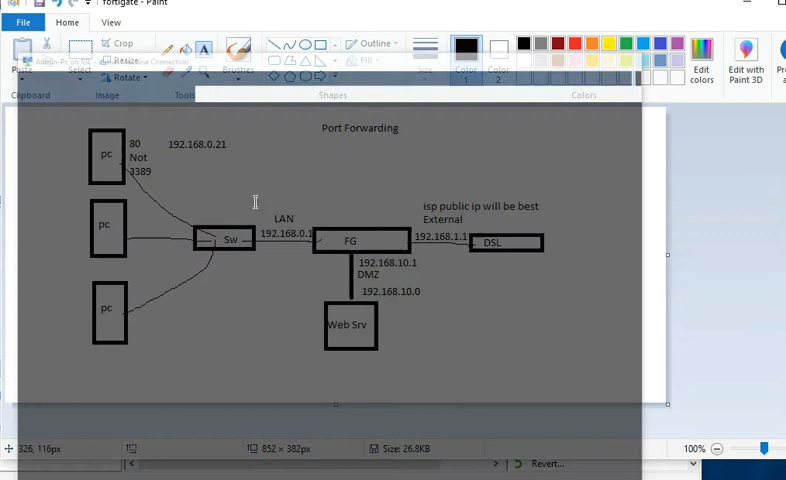 fortigate - Paint
File
Home
View
Paste
Crop
Resize
Rotate
Brushes
Outline
Fill
Size
Color 1
Color 2
Edit colors
Edit with Paint 3D
Clipboard
Image
Tools
Shapes
Colors
Port Forwarding
80
Not
3389
192.168.0.21
pc
pc
pc
Sw
LAN
192.168.0.1
FG
isp public ip will be best
External
192.168.1.1
DSL
192.168.10.1
DMZ
192.168.10.0
Web Srv
326, 116px
852 × 382px
Size: 26.8KB
100%
Revert...